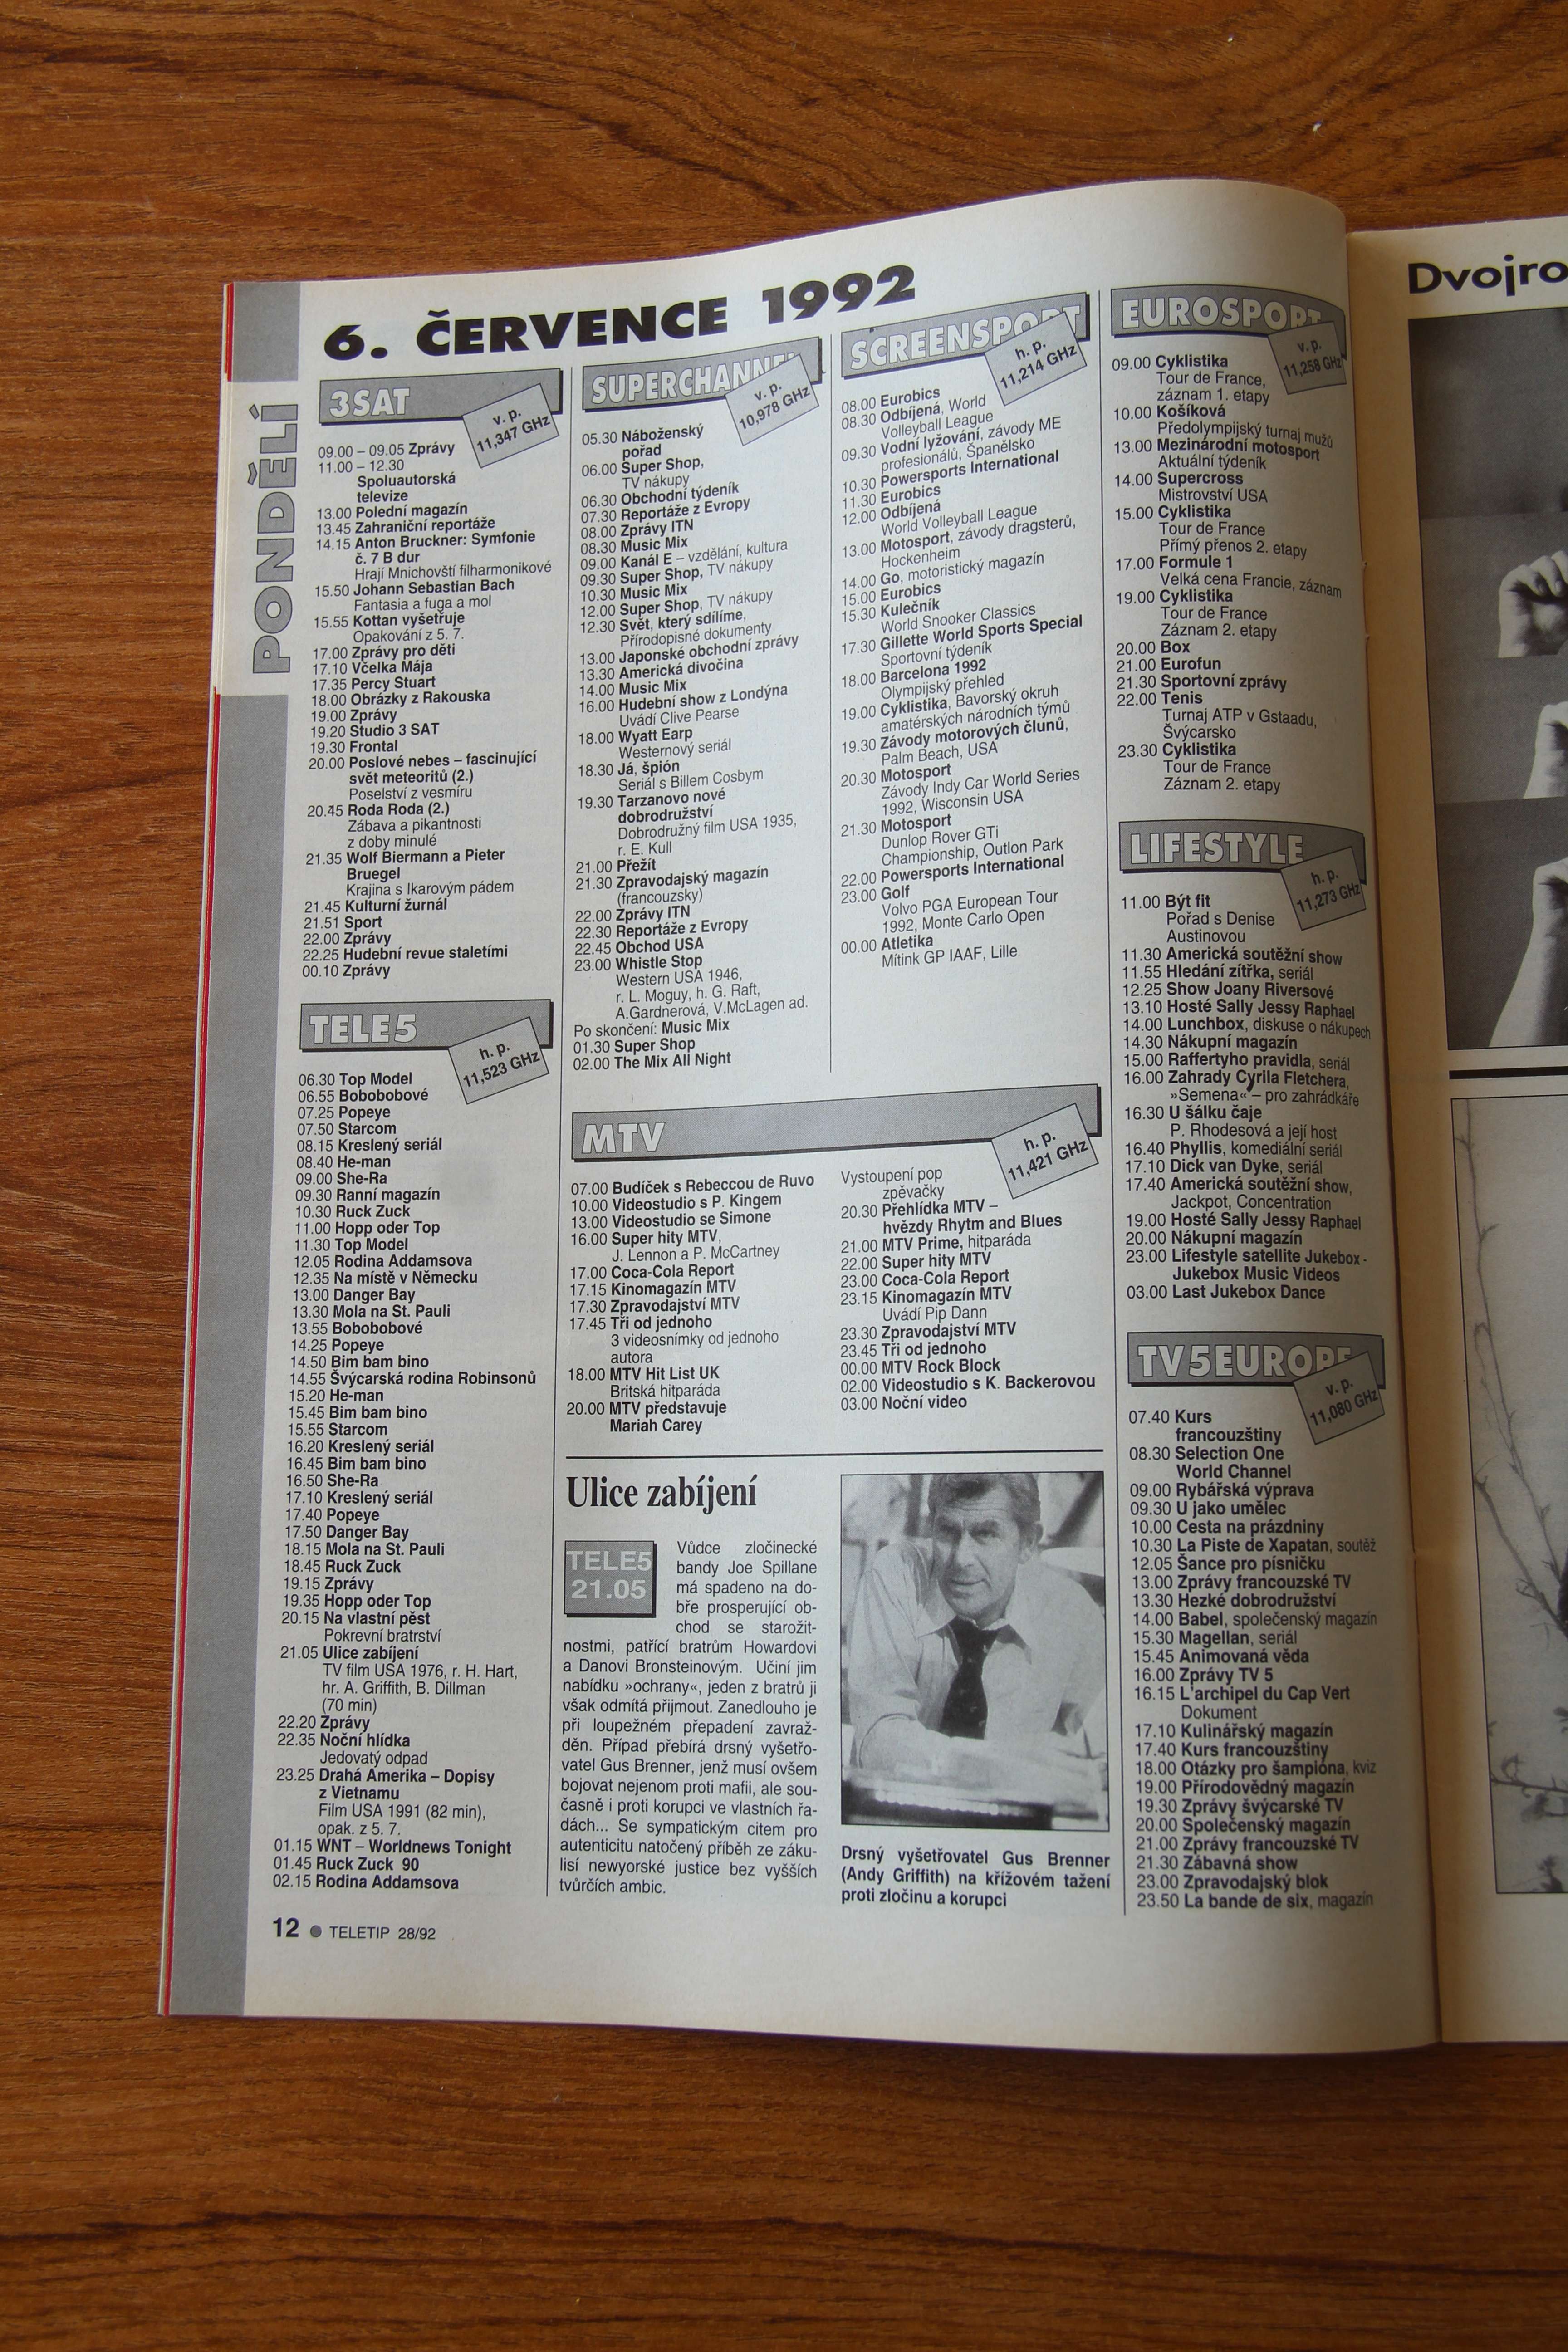 6. ČERVENCE 1992
PONDĚLÍ
3SAT
v. p.
11,347 GHz
09.00 – 09.05 Zprávy
11.00 – 12.30
Spoluautorská
televize
13.00 Polední magazín
13.45 Zahraniční reportáže
14.15 Anton Bruckner: Symfonie
č. 7 B dur
Hrají Mnichovští filharmonikové
15.50 Johann Sebastian Bach
Fantasia a fuga a mol
15.55 Kottan vyšetřuje
Opakování z 5. 7.
17.00 Zprávy pro děti
17.10 Včelka Mája
17.35 Percy Stuart
18.00 Obrázky z Rakouska
19.00 Zprávy
19.20 Studio 3 SAT
19.30 Frontal
20.00 Poslové nebes – fascinující
svět meteoritů (2.)
Poselství z vesmíru
20.45 Roda Roda (2.)
Zábava a pikantnosti
z doby minulé
21.35 Wolf Biermann a Pieter
Bruegel
Krajina s Ikarovým pádem
21.45 Kulturní žurnál
21.51 Sport
22.00 Zprávy
22.25 Hudební revue staletími
00.10 Zprávy
TELE5
h. p.
11,523 GHz
06.30 Top Model
06.55 Bobobobové
07.25 Popeye
07.50 Starcom
08.15 Kreslený seriál
08.40 He-man
09.00 She-Ra
09.30 Ranní magazín
10.30 Ruck Zuck
11.00 Hopp oder Top
11.30 Top Model
12.05 Rodina Addamsova
12.35 Na místě v Německu
13.00 Danger Bay
13.30 Mola na St. Pauli
13.55 Bobobobové
14.25 Popeye
14.50 Bim bam bino
14.55 Švýcarská rodina Robinsonů
15.20 He-man
15.45 Bim bam bino
15.55 Starcom
16.20 Kreslený seriál
16.45 Bim bam bino
16.50 She-Ra
17.10 Kreslený seriál
17.40 Popeye
17.50 Danger Bay
18.15 Mola na St. Pauli
18.45 Ruck Zuck
19.15 Zprávy
19.35 Hopp oder Top
20.15 Na vlastní pěst
Pokrevní bratrství
21.05 Ulice zabíjení
TV film USA 1976, r. H. Hart,
hr. A. Griffith, B. Dillman
(70 min)
22.20 Zprávy
22.35 Noční hlídka
Jedovatý odpad
23.25 Drahá Amerika – Dopisy
z Vietnamu
Film USA 1991 (82 min),
opak. z 5. 7.
01.15 WNT – Worldnews Tonight
01.45 Ruck Zuck 90
02.15 Rodina Addamsova
SUPERCHANNEL
v. p.
10,978 GHz
05.30 Náboženský
pořad
06.00 Super Shop,
TV nákupy
06.30 Obchodní týdeník
07.30 Reportáže z Evropy
08.00 Zprávy ITN
08.30 Music Mix
09.00 Kanál E – vzdělání, kultura
09.30 Super Shop, TV nákupy
10.30 Music Mix
12.00 Super Shop, TV nákupy
12.30 Svět, který sdílíme,
Přírodopisné dokumenty
13.00 Japonské obchodní zprávy
13.30 Americká divočina
14.00 Music Mix
16.00 Hudební show z Londýna
Uvádí Clive Pearse
18.00 Wyatt Earp
Westernový seriál
18.30 Já, špión
Seriál s Billem Cosbym
19.30 Tarzanovo nové
dobrodružství
Dobrodružný film USA 1935,
r. E. Kull
21.00 Přežít
21.30 Zpravodajský magazín
(francouzsky)
22.00 Zprávy ITN
22.30 Reportáže z Evropy
22.45 Obchod USA
23.00 Whistle Stop
Western USA 1946,
r. L. Moguy, h. G. Raft,
A.Gardnerová, V.McLagen ad.
Po skončení: Music Mix
01.30 Super Shop
02.00 The Mix All Night
SCREENSPORT
h. p.
11,214 GHz
08.00 Eurobics
08.30 Odbíjená, World
Volleyball League
09.30 Vodní lyžování, závody ME
profesionálů, Španělsko
10.30 Powersports International
11.30 Eurobics
12.00 Odbíjená
World Volleyball League
13.00 Motosport, závody dragsterů,
Hockenheim
14.00 Go, motoristický magazín
15.00 Eurobics
15.30 Kulečník
World Snooker Classics
17.30 Gillette World Sports Special
Sportovní týdeník
18.00 Barcelona 1992
Olympijský přehled
19.00 Cyklistika, Bavorský okruh
amatérských národních týmů
19.30 Závody motorových člunů,
Palm Beach, USA
20.30 Motosport
Závody Indy Car World Series
1992, Wisconsin USA
21.30 Motosport
Dunlop Rover GTi
Championship, Outlon Park
22.00 Powersports International
23.00 Golf
Volvo PGA European Tour
1992, Monte Carlo Open
00.00 Atletika
Mítink GP IAAF, Lille
MTV
h. p.
11,421 GHz
07.00 Budíček s Rebeccou de Ruvo
10.00 Videostudio s P. Kingem
13.00 Videostudio se Simone
16.00 Super hity MTV,
J. Lennon a P. McCartney
17.00 Coca-Cola Report
17.15 Kinomagazín MTV
17.30 Zpravodajství MTV
17.45 Tři od jednoho
3 videosnímky od jednoho
autora
18.00 MTV Hit List UK
Britská hitparáda
20.00 MTV představuje
Mariah Carey
Vystoupení pop
zpěvačky
20.30 Přehlídka MTV –
hvězdy Rhytm and Blues
21.00 MTV Prime, hitparáda
22.00 Super hity MTV
23.00 Coca-Cola Report
23.15 Kinomagazín MTV
Uvádí Pip Dann
23.30 Zpravodajství MTV
23.45 Tři od jednoho
00.00 MTV Rock Block
02.00 Videostudio s K. Backerovou
03.00 Noční video
Ulice zabíjení
TELE5
21.05
Vůdce zločinecké
bandy Joe Spillane
má spadeno na do-
bře prosperující ob-
chod se starožit-
nostmi, patřící bratrům Howardovi
a Danovi Bronsteinovým. Učiní jim
nabídku »ochrany«, jeden z bratrů ji
však odmítá přijmout. Zanedlouho je
při loupežném přepadení zavraž-
děn. Případ přebírá drsný vyšetřo-
vatel Gus Brenner, jenž musí ovšem
bojovat nejenom proti mafii, ale sou-
časně i proti korupci ve vlastních řa-
dách... Se sympatickým citem pro
autenticitu natočený příběh ze záku-
lisí newyorské justice bez vyšších
tvůrčích ambic.
Drsný vyšetřovatel Gus Brenner
(Andy Griffith) na křížovém tažení
proti zločinu a korupci
EUROSPORT
v. p.
11,258 GHz
09.00 Cyklistika
Tour de France,
záznam 1. etapy
10.00 Košíková
Předolympijský turnaj mužů
13.00 Mezinárodní motosport
Aktuální týdeník
14.00 Supercross
Mistrovství USA
15.00 Cyklistika
Tour de France
Přímý přenos 2. etapy
17.00 Formule 1
Velká cena Francie, záznam
19.00 Cyklistika
Tour de France
Záznam 2. etapy
20.00 Box
21.00 Eurofun
21.30 Sportovní zprávy
22.00 Tenis
Turnaj ATP v Gstaadu,
Švýcarsko
23.30 Cyklistika
Tour de France
Záznam 2. etapy
LIFESTYLE
h. p.
11,273 GHz
11.00 Být fit
Pořad s Denise
Austinovou
11.30 Americká soutěžní show
11.55 Hledání zítřka, seriál
12.25 Show Joany Riversové
13.10 Hosté Sally Jessy Raphael
14.00 Lunchbox, diskuse o nákupech
14.30 Nákupní magazín
15.00 Raffertyho pravidla, seriál
16.00 Zahrady Cyrila Fletchera,
»Semena« – pro zahrádkáře
16.30 U šálku čaje
P. Rhodesová a její host
16.40 Phyllis, komediální seriál
17.10 Dick van Dyke, seriál
17.40 Americká soutěžní show,
Jackpot, Concentration
19.00 Hosté Sally Jessy Raphael
20.00 Nákupní magazín
23.00 Lifestyle satellite Jukebox -
Jukebox Music Videos
03.00 Last Jukebox Dance
TV5EUROPE
v. p.
11,080 GHz
07.40 Kurs
francouzštiny
08.30 Selection One
World Channel
09.00 Rybářská výprava
09.30 U jako umělec
10.00 Cesta na prázdniny
10.30 La Piste de Xapatan, soutěž
12.05 Šance pro písničku
13.00 Zprávy francouzské TV
13.30 Hezké dobrodružství
14.00 Babel, společenský magazín
15.30 Magellan, seriál
15.45 Animovaná věda
16.00 Zprávy TV 5
16.15 L'archipel du Cap Vert
Dokument
17.10 Kulinářský magazín
17.40 Kurs francouzštiny
18.00 Otázky pro šampióna, kvíz
19.00 Přírodovědný magazín
19.30 Zprávy švýcarské TV
20.00 Společenský magazín
21.00 Zprávy francouzské TV
21.30 Zábavná show
23.00 Zpravodajský blok
23.50 La bande de six, magazín
12 ● TELETIP 28/92
Dvojro